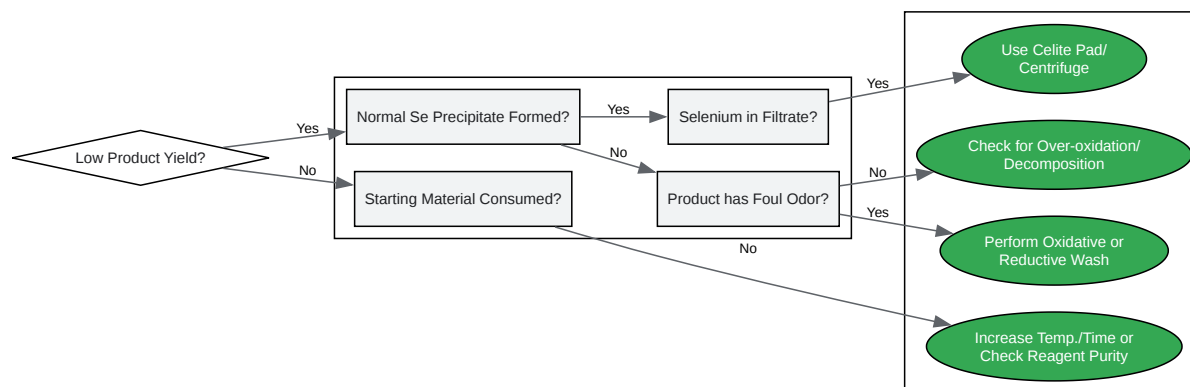 Low Product Yield?
Yes
No
Normal Se Precipitate Formed?
Yes
No
Selenium in Filtrate?
Yes
Starting Material Consumed?
No
Product has Foul Odor?
No
Yes
Use Celite Pad/
Centrifuge
Check for Over-oxidation/
Decomposition
Perform Oxidative or
Reductive Wash
Increase Temp./Time or
Check Reagent Purity